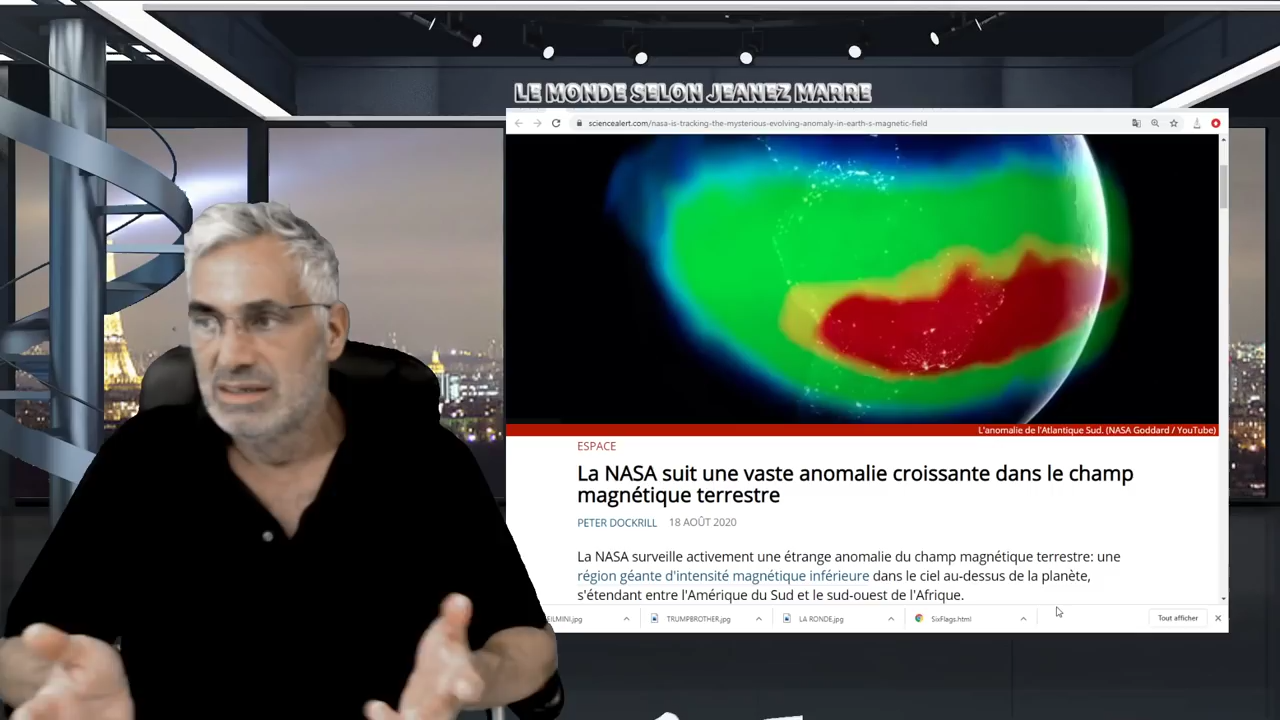 LE MONDE SELON JEANEZ MARRE
sciencealert.com/nasa-is-tracking-the-mysterious-evolving-anomaly-in-earth-s-magnetic-field
L'anomalie de l'Atlantique Sud. (NASA Goddard / YouTube)
ESPACE
La NASA suit une vaste anomalie croissante dans le champ
magnétique terrestre
PETER DOCKRILL 18 AOÛT 2020
La NASA surveille activement une étrange anomalie du champ magnétique terrestre: une
région géante d'intensité magnétique inférieure dans le ciel au-dessus de la planète,
s'étendant entre l'Amérique du Sud et le sud-ouest de l'Afrique.
TRUMPBROTHER.jpg LA RONDE.jpg SixFlags.html Tout afficher